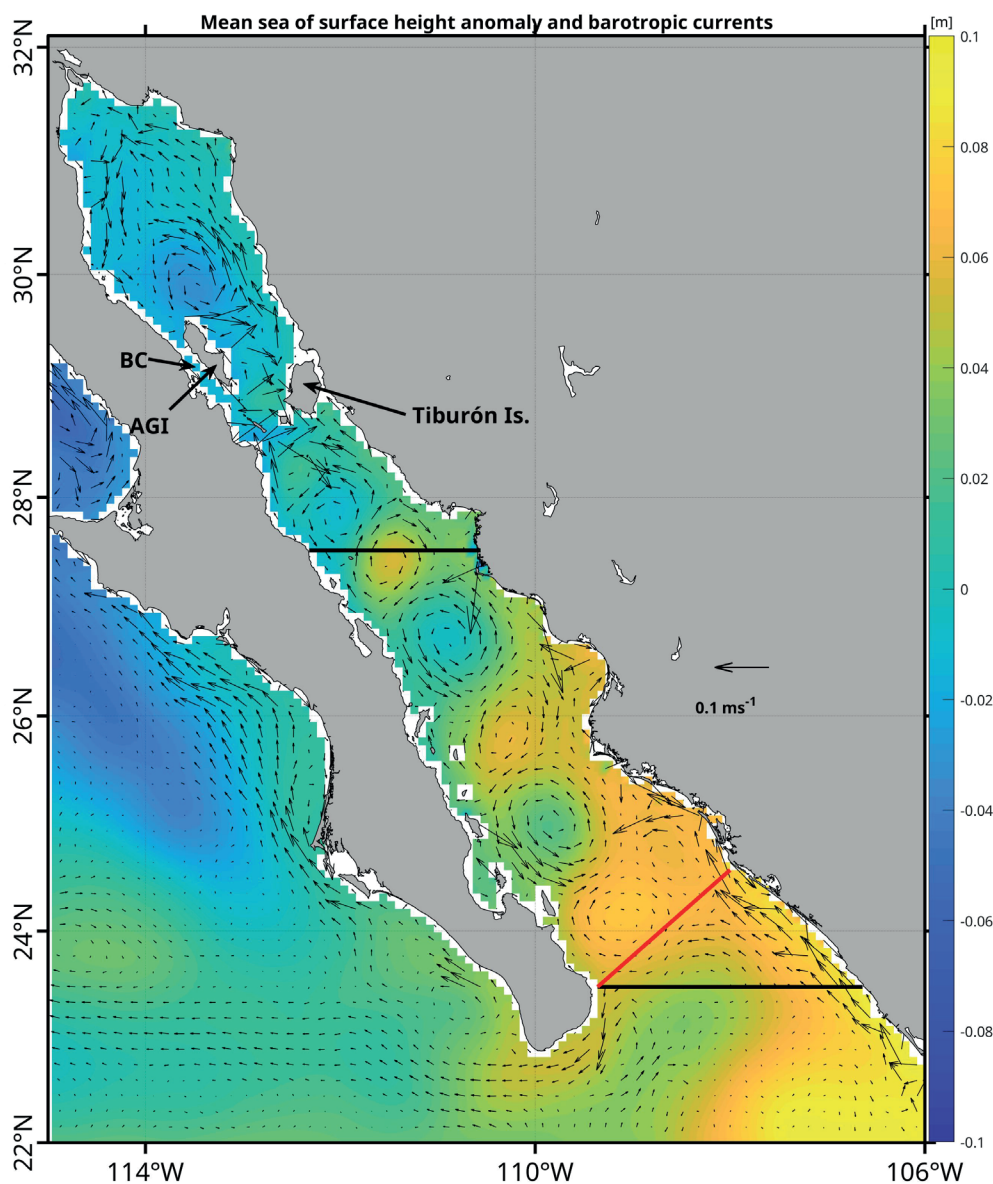 Mean sea of surface height anomaly and barotropic currents
[m]
32°N
0.1
0.08
0.06
30°N
BC
AGI
Tiburón Is.
0.04
28°N
0.02
0
0.1 ms-1
26°N
-0.02
-0.04
24°N
-0.06
-0.08
22°N
-0.1
114°W
110°W
106°W